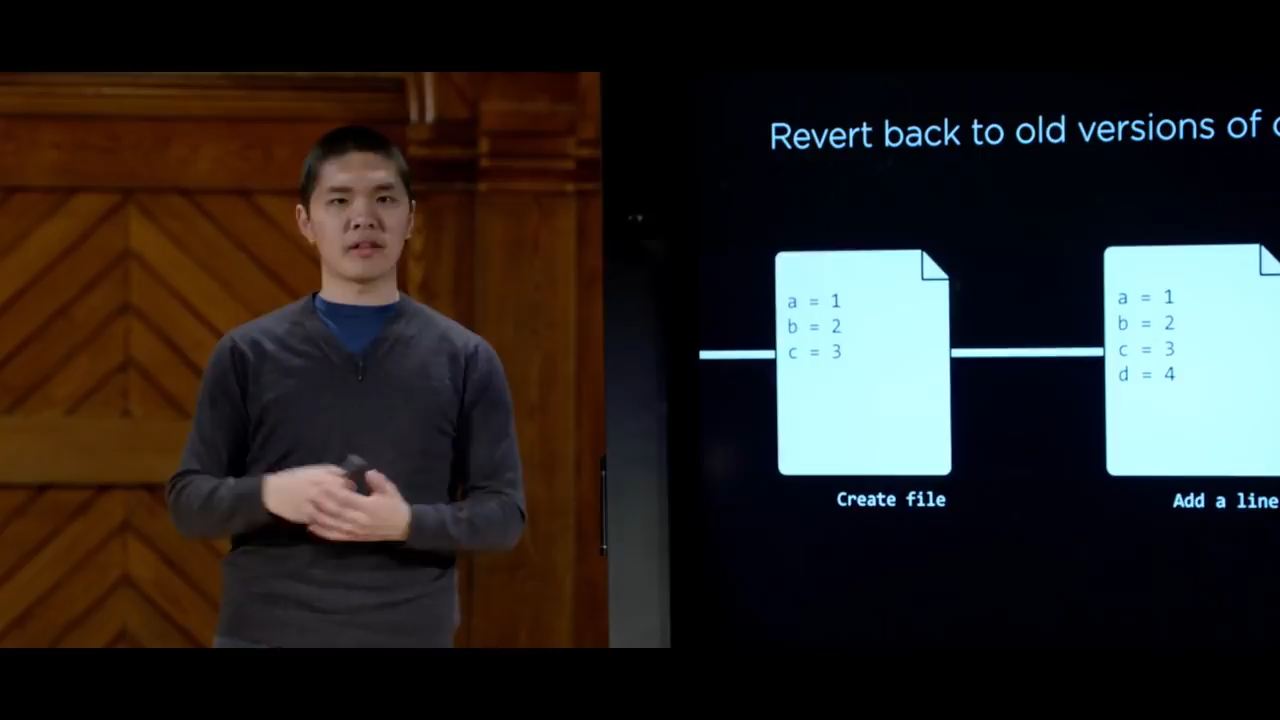 Revert back to old versions of
a = 1
b = 2
c = 3
Create file
a = 1
b = 2
c = 3
d = 4
Add a line